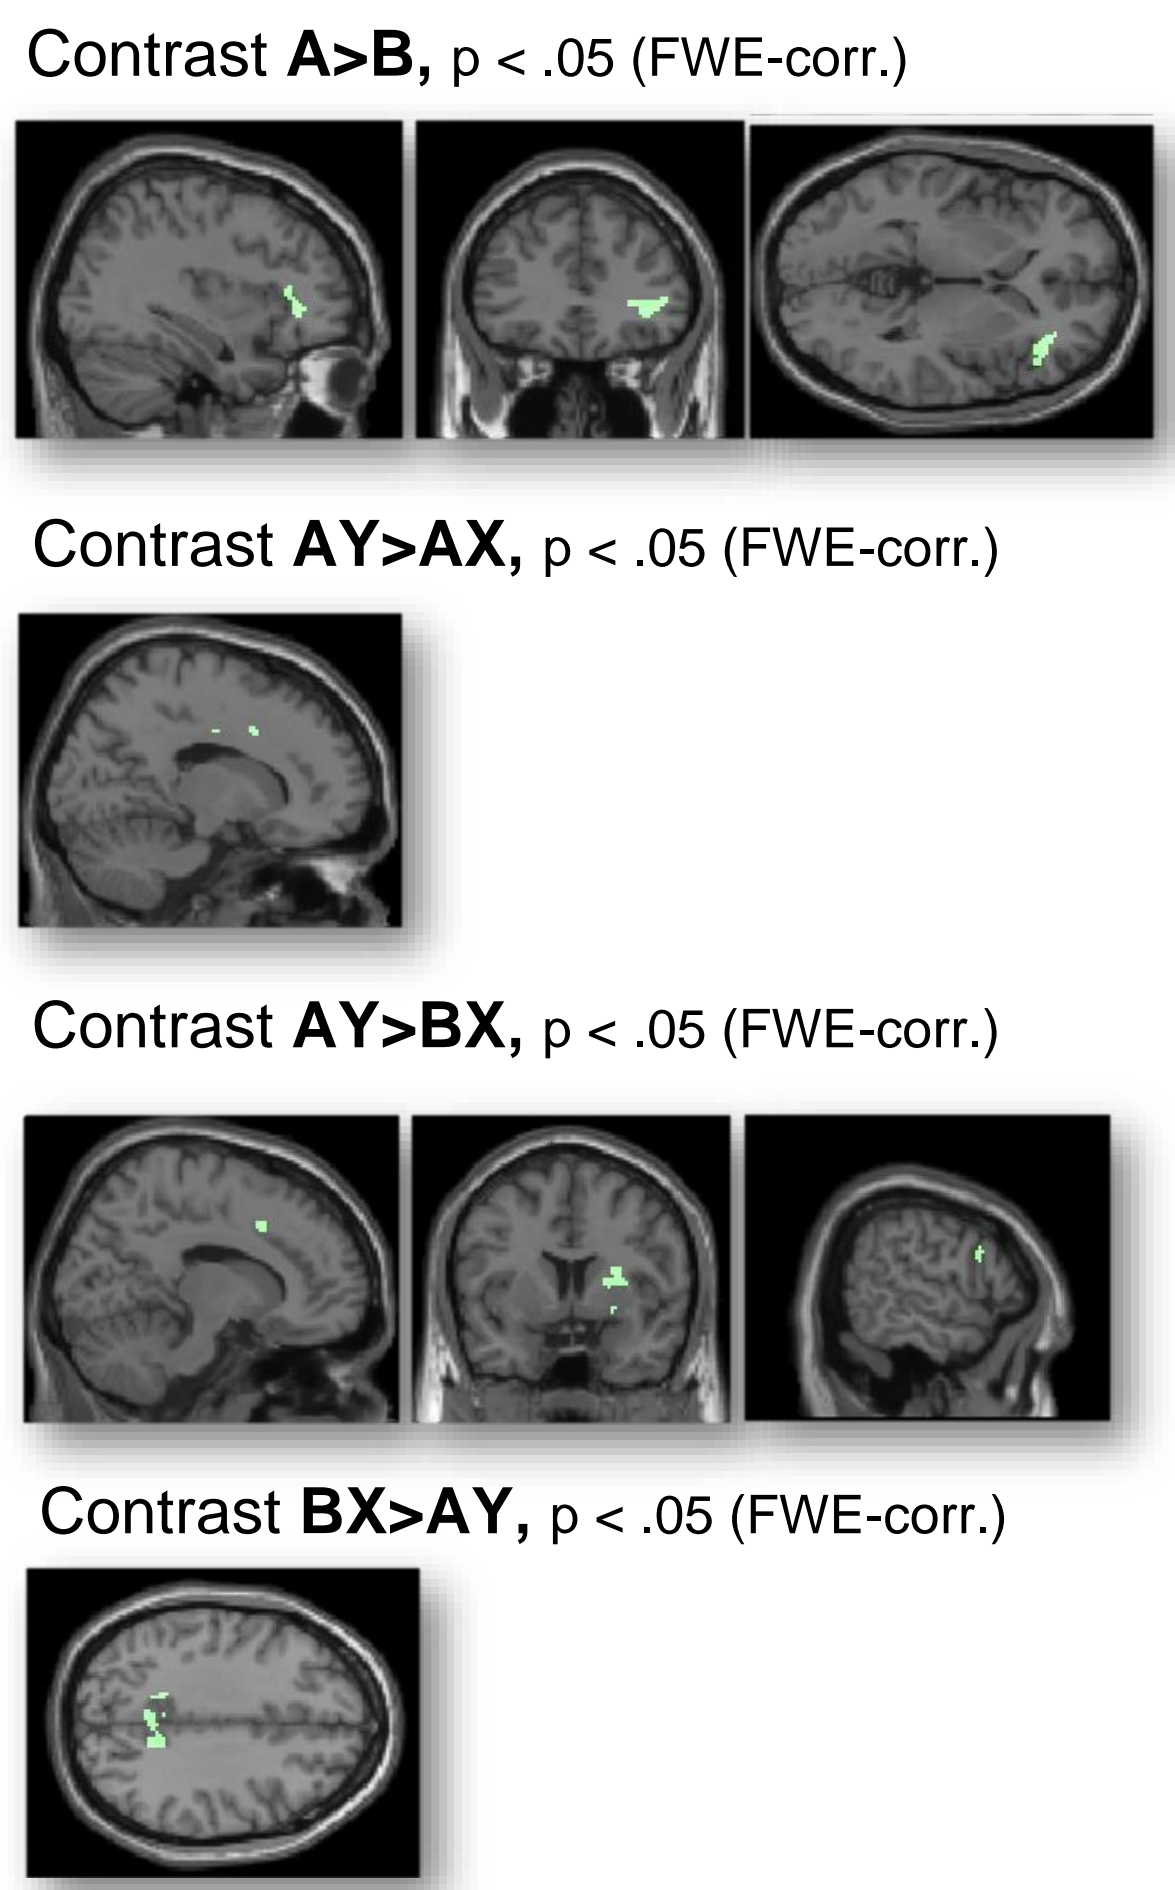 Contrast A>B, p < .05 (FWE-corr.)
Contrast AY>AX, p < .05 (FWE-corr.)
Contrast AY>BX, p < .05 (FWE-corr.)
Contrast BX>AY, p < .05 (FWE-corr.)